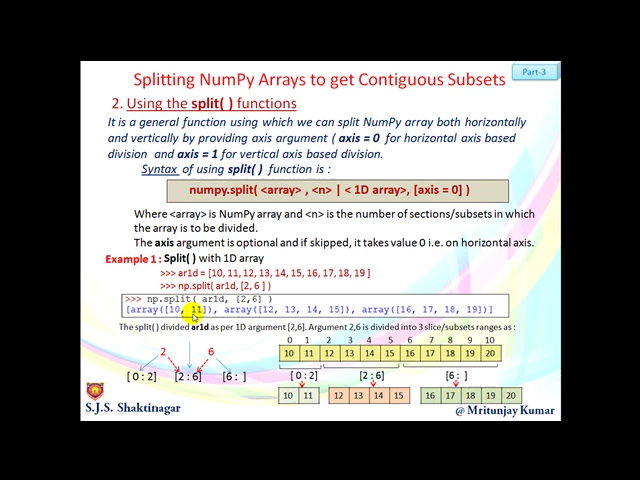 Part-3
Splitting NumPy Arrays to get Contiguous Subsets
2. Using the split( ) functions
It is a general function using which we can split NumPy array both horizontally
and vertically by providing axis argument ( axis = 0 for horizontal axis based
division and axis = 1 for vertical axis based division.
Syntax of using split( ) function is :
numpy.split( <array> , <n> | < 1D array>, [axis = 0] )
Where <array> is NumPy array and <n> is the number of sections/subsets in which
the array is to be divided.
The axis argument is optional and if skipped, it takes value 0 i.e. on horizontal axis.
Example 1 : Split() with 1D array
>>> ar1d = [10, 11, 12, 13, 14, 15, 16, 17, 18, 19 ]
>>> np.split( ar1d, [2, 6 ] )
>>> np.split( ar1d, [2,6] )
[array([10, 11]), array([12, 13, 14, 15]), array([16, 17, 18, 19])]
The split() divided ar1d as per 1D argument [2,6]. Argument 2,6 is divided into 3 slice/subsets ranges as :
0 1 2 3 4 5 6 7 8 9 10
10 11 12 13 14 15 16 17 18 19 20
2 6
[ 0 : 2] [2 : 6] [6 : ]
[ 0 : 2] [2 : 6] [6 : ]
10 11 12 13 14 15 16 17 18 19 20
S.J.S. Shaktinagar
@ Mritunjay Kumar